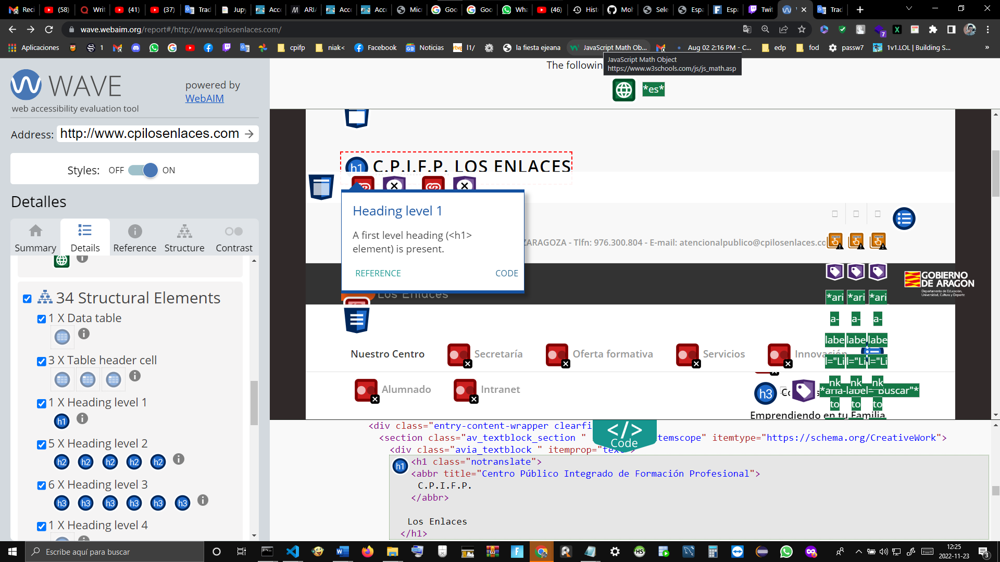 Reci
(58)
Writ
(41)
(37)
Trad
Jupy
Acce
ARIA
Acce
Acce
Micr
Goo
Goo
Wha
(46)
Hist
Moh
Sele
Espa
Espa
Twit
Trad
wave.webaim.org/report#/http://www.cpilosenlaces.com/
7
Aplicaciones
1
cpifp
niak<
Facebook
Noticias
l1/
la fiesta ejeana
JavaScript Math Ob...
Aug 02 2:16 PM - C...
edp
fod
passw7
1v1.LOL | Building S...
»
JavaScript Math Object
https://www.w3schools.com/js/js_math.asp
WAVE
web accessibility evaluation tool
powered by
WebAIM
Address: http://www.cpilosenlaces.com
Styles: OFF ON
Detalles
Summary
Details
Reference
Structure
Contrast
34 Structural Elements
1 X Data table
3 X Table header cell
1 X Heading level 1
h1
5 X Heading level 2
h2 h2 h2 h2 h2
6 X Heading level 3
h3 h3 h3 h3 h3 h3
1 X Heading level 4
The followin
*es*
h1 C.P.I.F.P. LOS ENLACES
Heading level 1
A first level heading (<h1>
element) is present.
REFERENCE CODE
ZARAGOZA - Tlfn: 976.300.804 - E-mail: atencionalpublico@cpilosenlaces.co
Los Enlaces
GOBIERNO
DE ARAGON
Departamento de Educación,
Universidad, Cultura y Deporte
*ari *ari *ari
a- a- a-
labe labe labe
l="Li l="Li l="Li
nk nk nk
to to to
Nuestro Centro
Secretaría
Oferta formativa
Servicios
Innovación
Alumnado
Intranet
h3
*aria-label="Buscar"*
Emprendiendo en tu Familia
</>
Code
<div class="entry-content-wrapper clearfi
<section class="av_textblock_section " itemscope" itemtype="https://schema.org/CreativeWork">
<div class="avia_textblock " itemprop="text">
h1 <h1 class="notranslate">
<abbr title="Centro Público Integrado de Formación Profesional">
C.P.I.F.P.
</abbr>
Los Enlaces
</h1>
Escribe aquí para buscar
12:25
2022-11-23
3